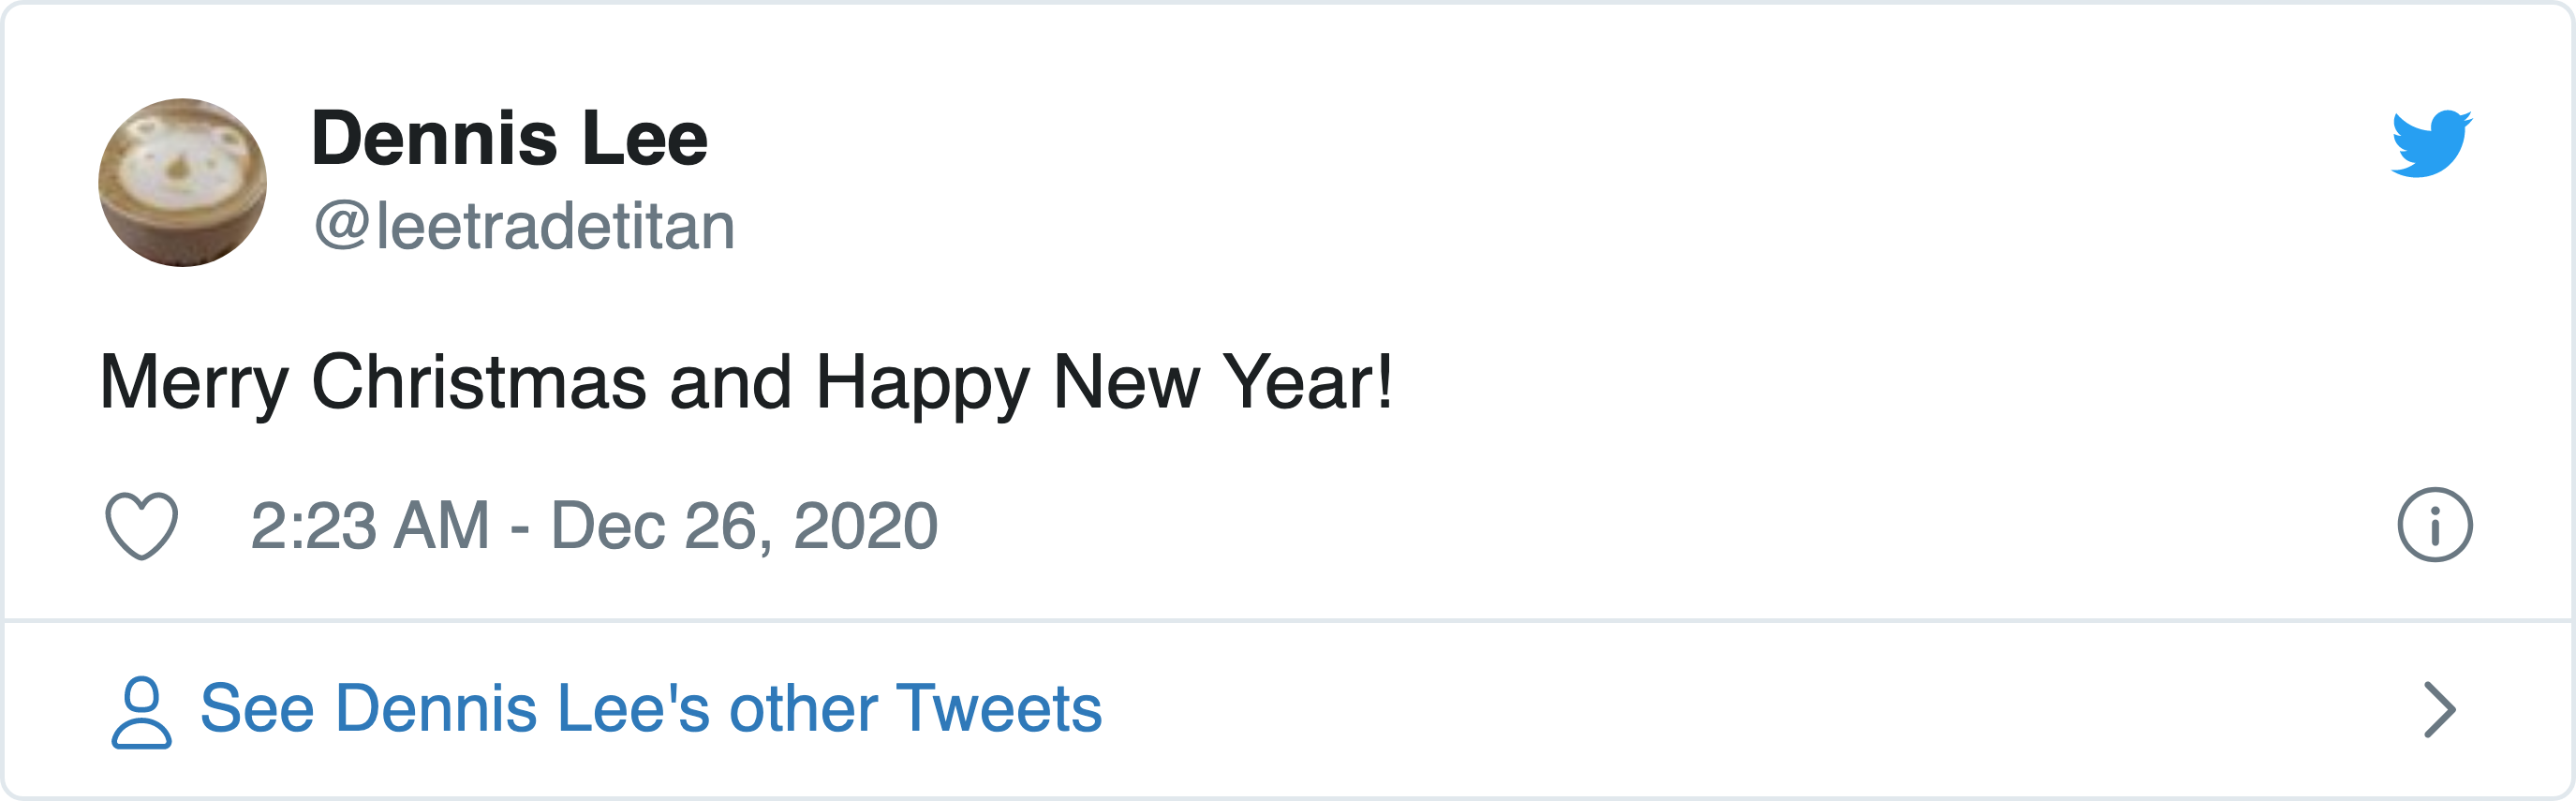 Dennis Lee
@leetradetitan
Merry Christmas and Happy New Year!
2:23 AM - Dec 26, 2020
See Dennis Lee's other Tweets